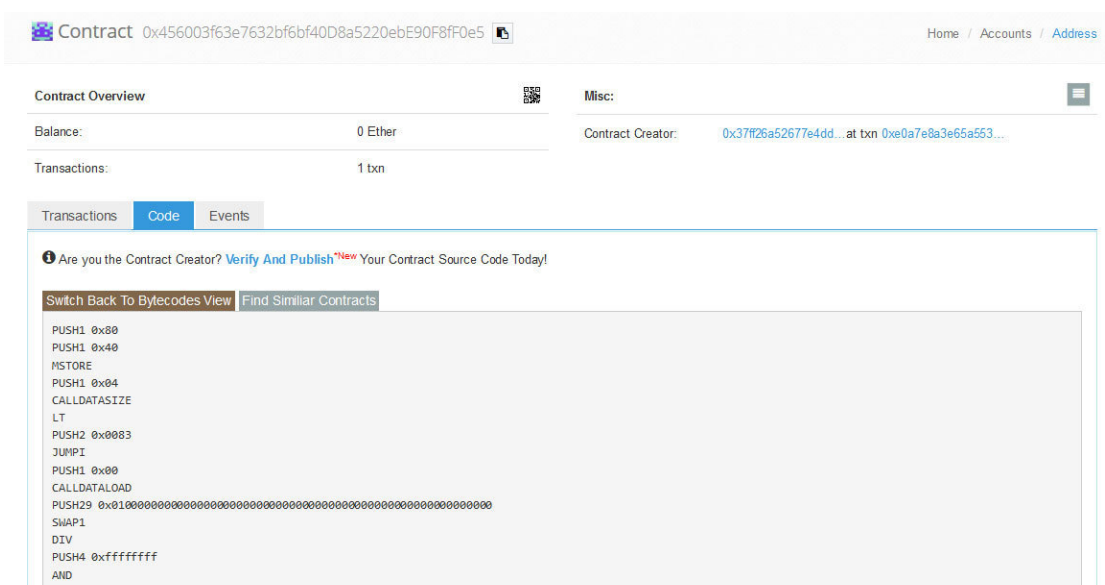 Contract 0x456003f63e7632bf6bf40D8a5220ebE90F8fF0e5
Home / Accounts / Address
Contract Overview
Misc:
Balance: 0 Ether
Contract Creator: 0x37ff26a52677e4dd...at txn 0xe0a7e8a3e65a553...
Transactions: 1 txn
Transactions Code Events
Are you the Contract Creator? Verify And Publish*New Your Contract Source Code Today!
Switch Back To Bytecodes View Find Similiar Contracts
PUSH1 0x80
PUSH1 0x40
MSTORE
PUSH1 0x04
CALLDATASIZE
LT
PUSH2 0x0083
JUMPI
PUSH1 0x00
CALLDATALOAD
PUSH29 0x0100000000000000000000000000000000000000000000000000000000
SWAP1
DIV
PUSH4 0xffffffff
AND